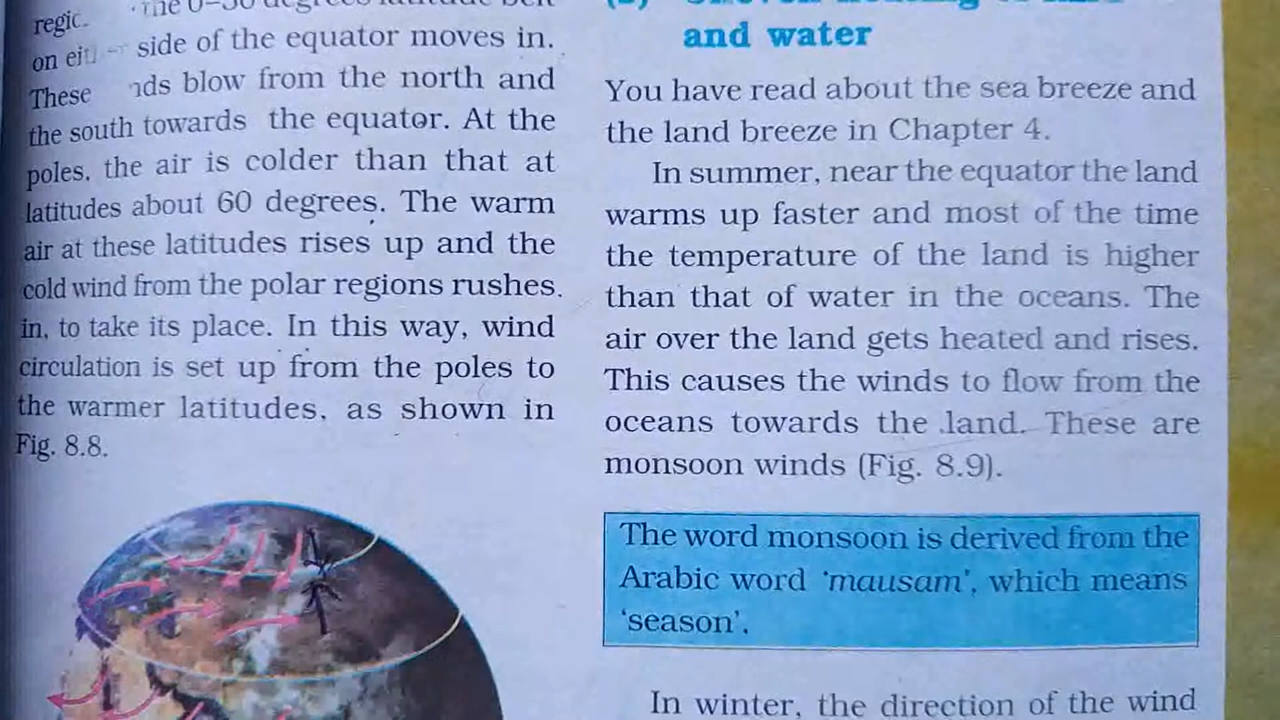 the 0-30 degrees latitude belt
on side of the equator moves in.
These blow from the north and
the south towards the equator. At the
poles, the air is colder than that at
latitudes about 60 degrees. The warm
air at these latitudes rises up and the
cold wind from the polar regions rushes
in, to take its place. In this way, wind
circulation is set up from the poles to
the warmer latitudes, as shown in
Fig. 8.8.
and water
You have read about the sea breeze and
the land breeze in Chapter 4.
In summer, near the equator the land
warms up faster and most of the time
the temperature of the land is higher
than that of water in the oceans. The
air over the land gets heated and rises.
This causes the winds to flow from the
oceans towards the land. These are
monsoon winds (Fig. 8.9).
The word monsoon is derived from the
Arabic word ‘mausam’, which means
‘season’.
In winter, the direction of the wind